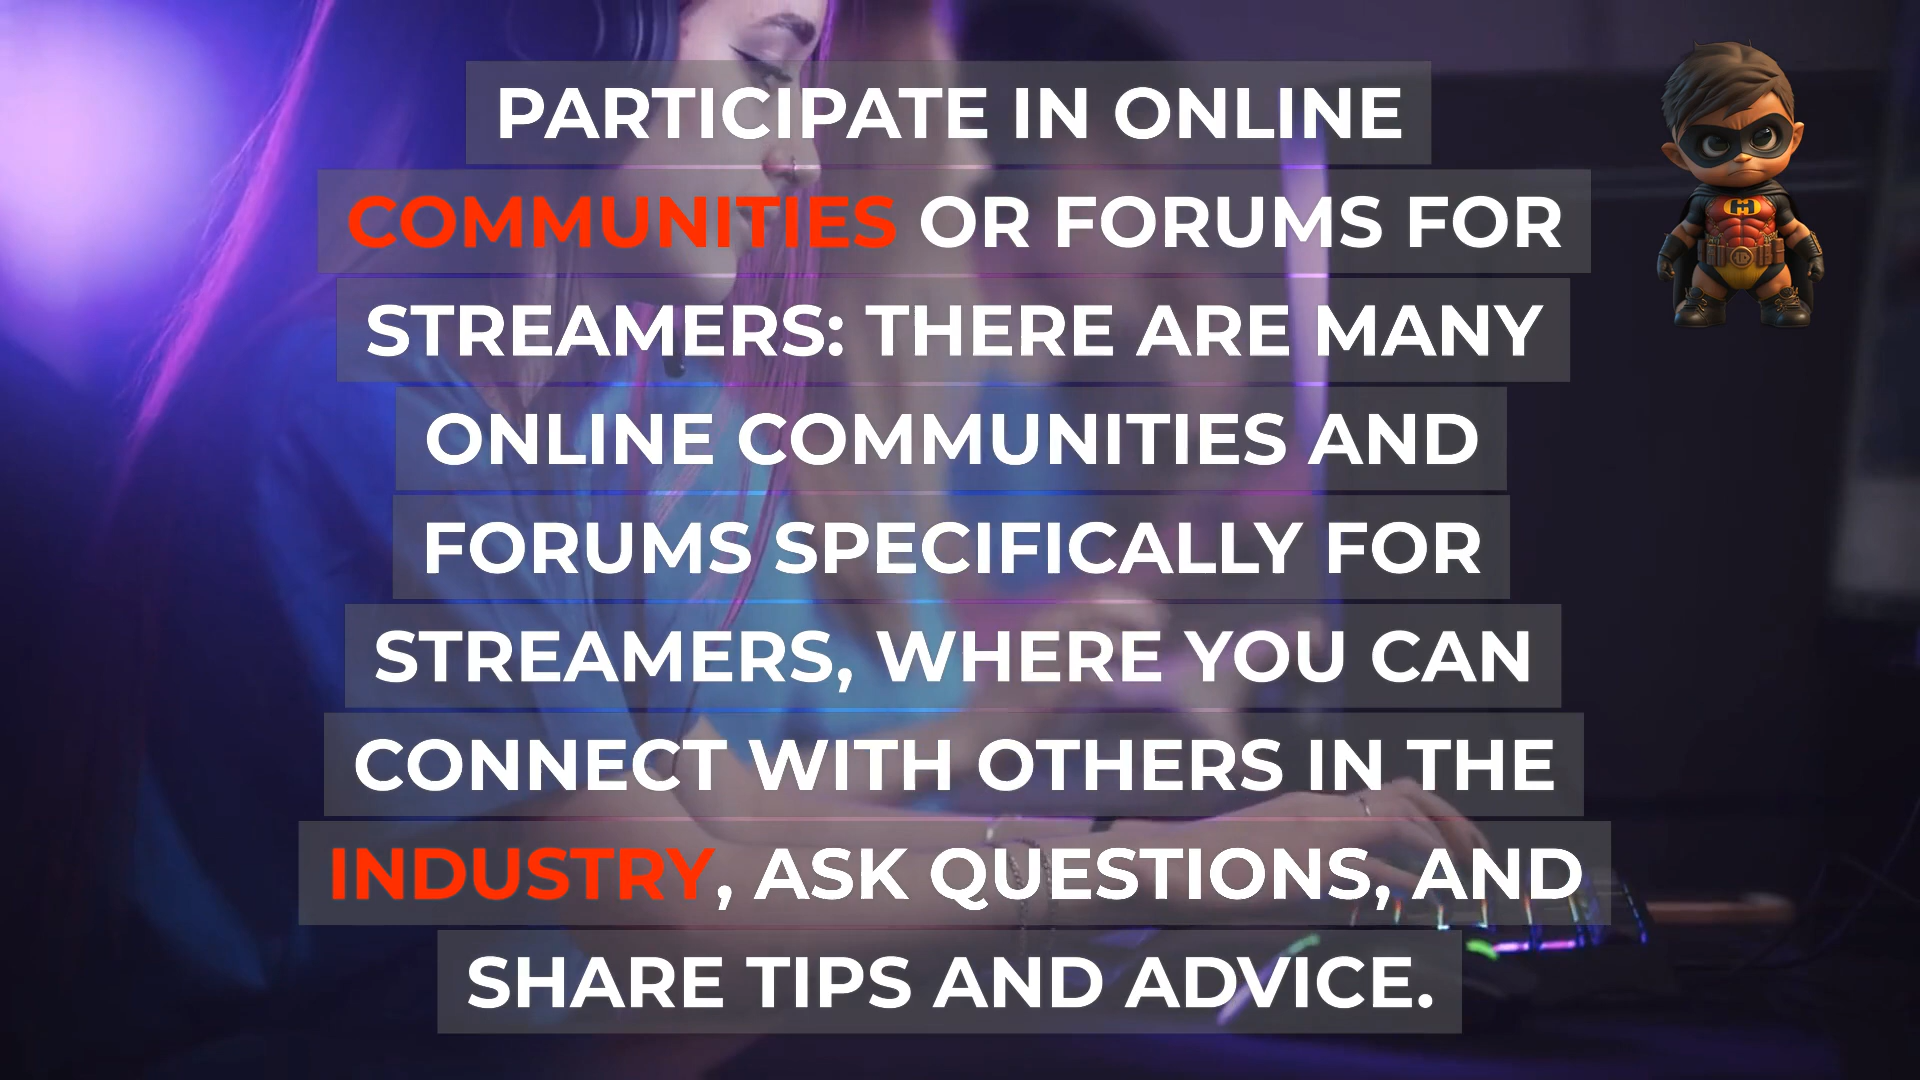 PARTICIPATE IN ONLINE
COMMUNITIES OR FORUMS FOR
STREAMERS: THERE ARE MANY
ONLINE COMMUNITIES AND
FORUMS SPECIFICALLY FOR
STREAMERS, WHERE YOU CAN
CONNECT WITH OTHERS IN THE
INDUSTRY, ASK QUESTIONS, AND
SHARE TIPS AND ADVICE.